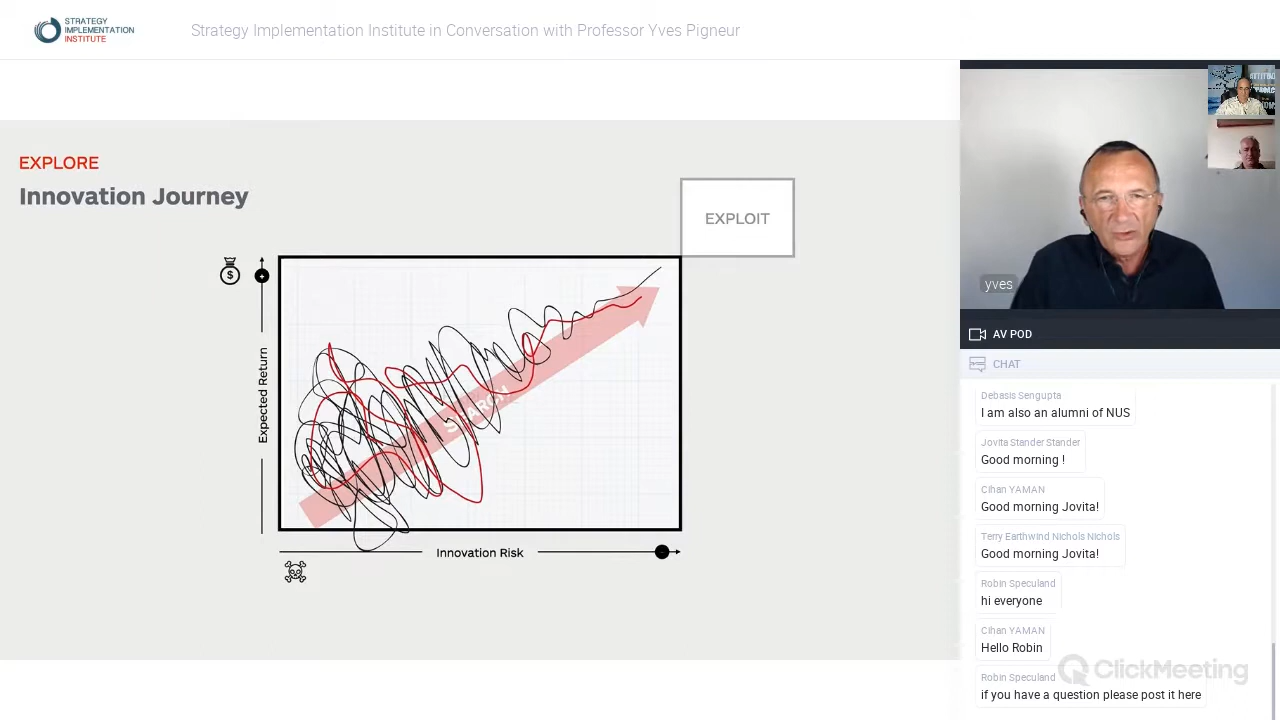 STRATEGY
IMPLEMENTATION
INSTITUTE
Strategy Implementation Institute in Conversation with Professor Yves Pigneur
EXPLORE
Innovation Journey
EXPLOIT
$
Expected Return
SEARCH
Innovation Risk
yves
AV POD
CHAT
Debasis Sengupta
I am also an alumni of NUS
Jovita Stander Stander
Good morning !
Cihan YAMAN
Good morning Jovita!
Terry Earthwind Nichols Nichols
Good morning Jovita!
Robin Speculand
hi everyone
Cihan YAMAN
Hello Robin
Robin Speculand
if you have a question please post it here
ClickMeeting